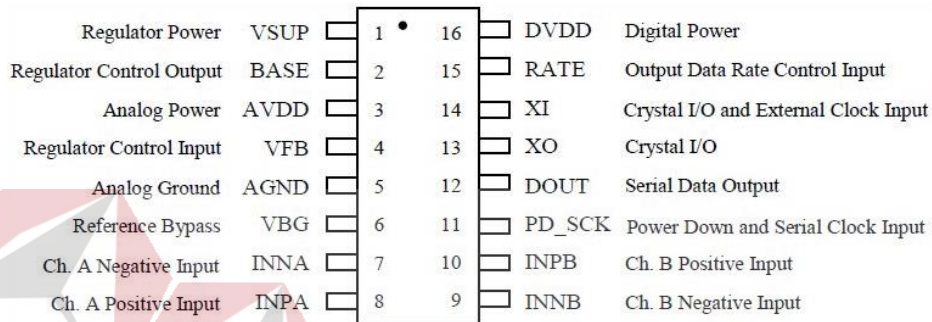 Regulator Power VSUP 1 16 DVDD Digital Power
Regulator Control Output BASE 2 15 RATE Output Data Rate Control Input
Analog Power AVDD 3 14 XI Crystal I/O and External Clock Input
Regulator Control Input VFB 4 13 XO Crystal I/O
Analog Ground AGND 5 12 DOUT Serial Data Output
Reference Bypass VBG 6 11 PD_SCK Power Down and Serial Clock Input
Ch. A Negative Input INNA 7 10 INPB Ch. B Positive Input
Ch. A Positive Input INPA 8 9 INNB Ch. B Negative Input